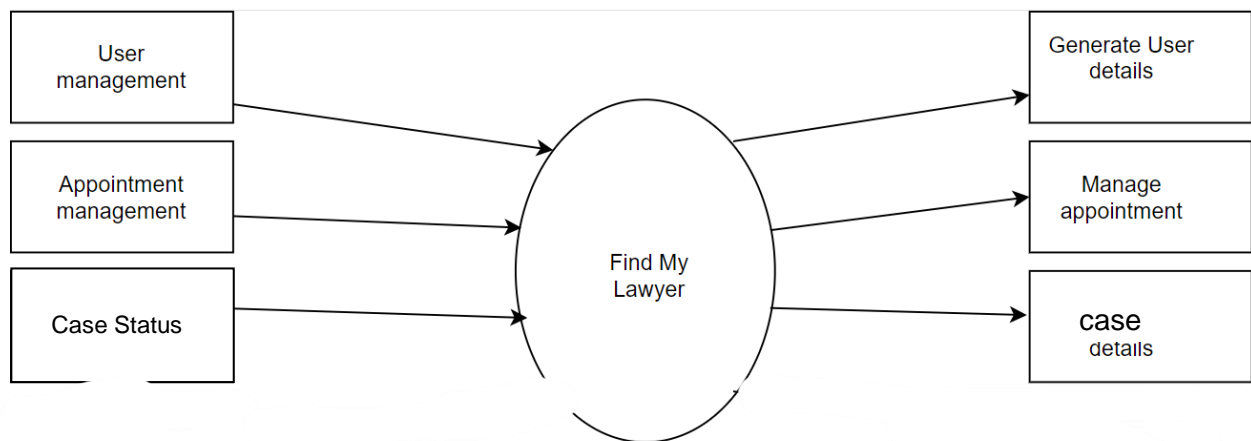 User
management
Generate User
details
Appointment
management
Manage
appointment
Find My
Lawyer
Case Status
case
details